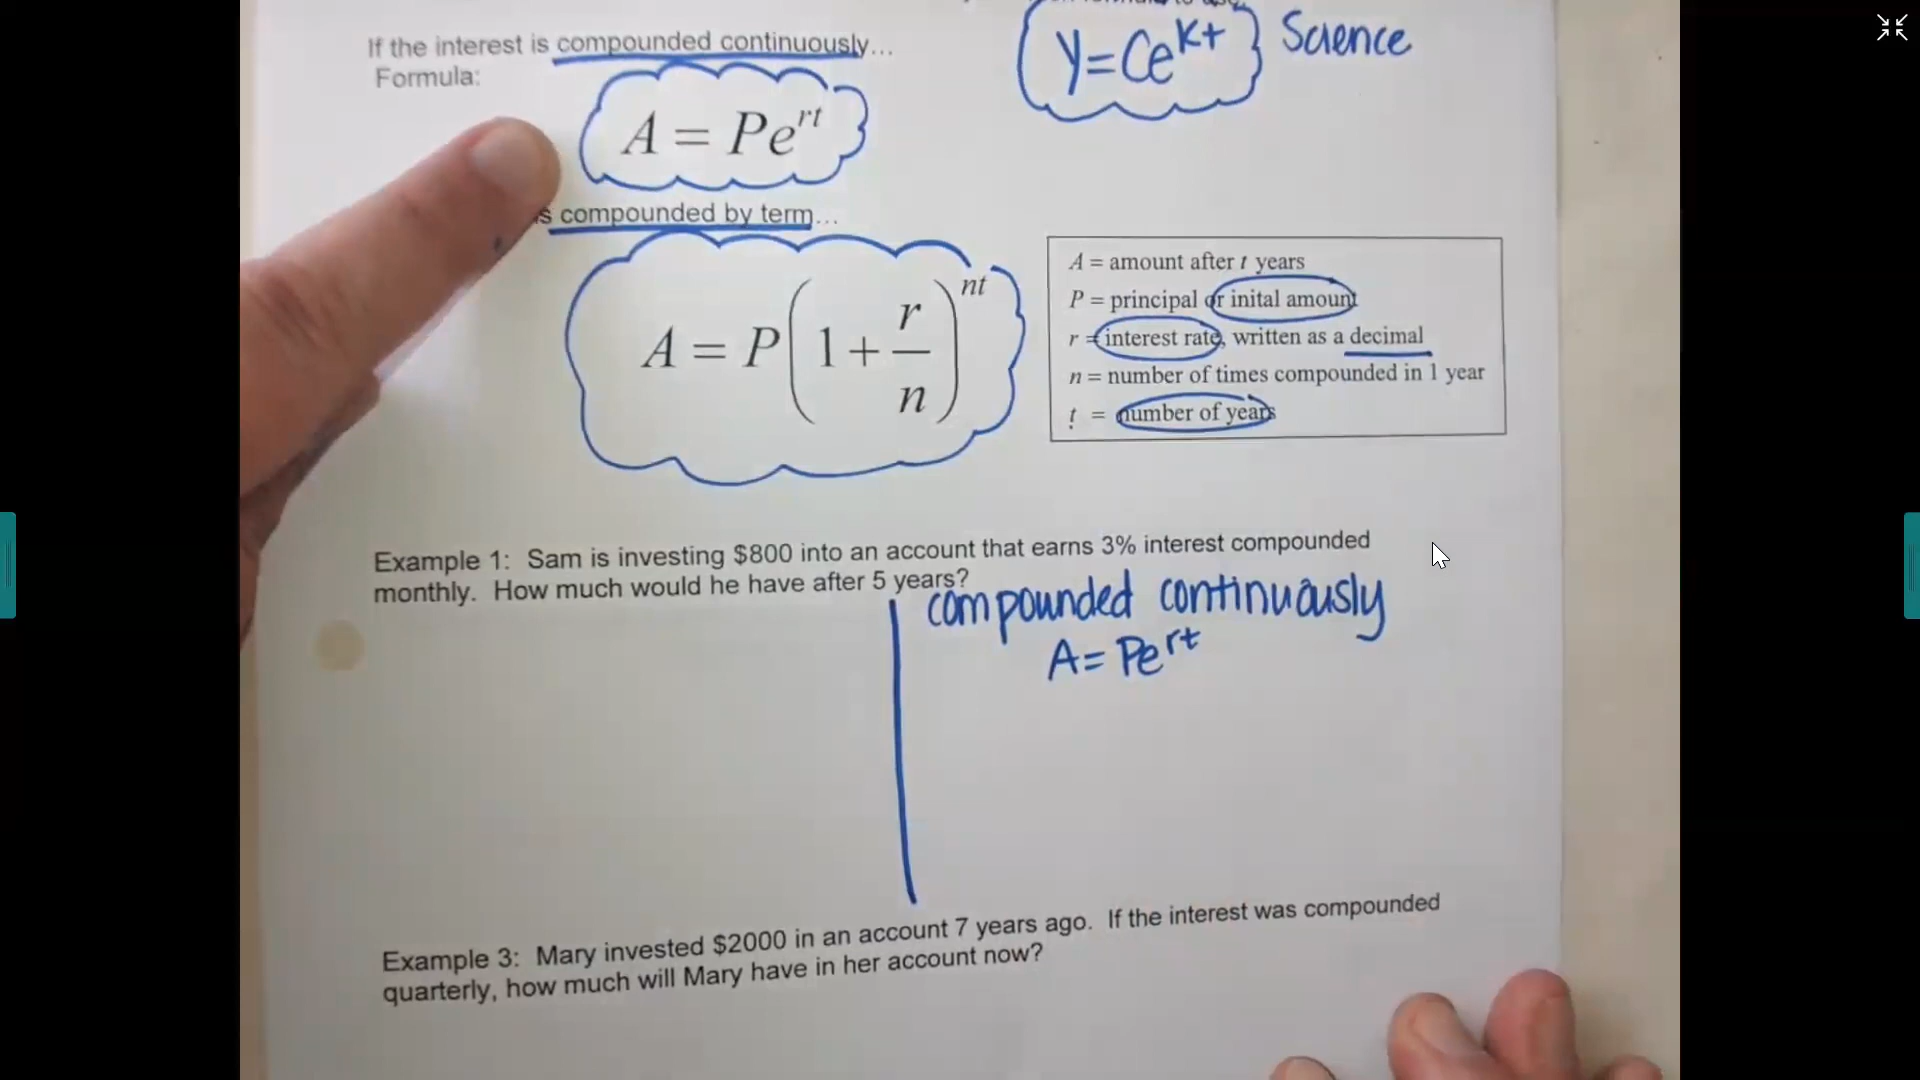 If the interest is compounded continuously...
Formula:
y=Ce^kt Science
A = Pe^rt
s compounded by term...
A = P(1 + r/n)^nt
A = amount after t years
P = principal or inital amount
r = interest rate, written as a decimal
n = number of times compounded in 1 year
t = number of years
Example 1: Sam is investing $800 into an account that earns 3% interest compounded
monthly. How much would he have after 5 years?
compounded continuously
A = Pe^rt
Example 3: Mary invested $2000 in an account 7 years ago. If the interest was compounded
quarterly, how much will Mary have in her account now?